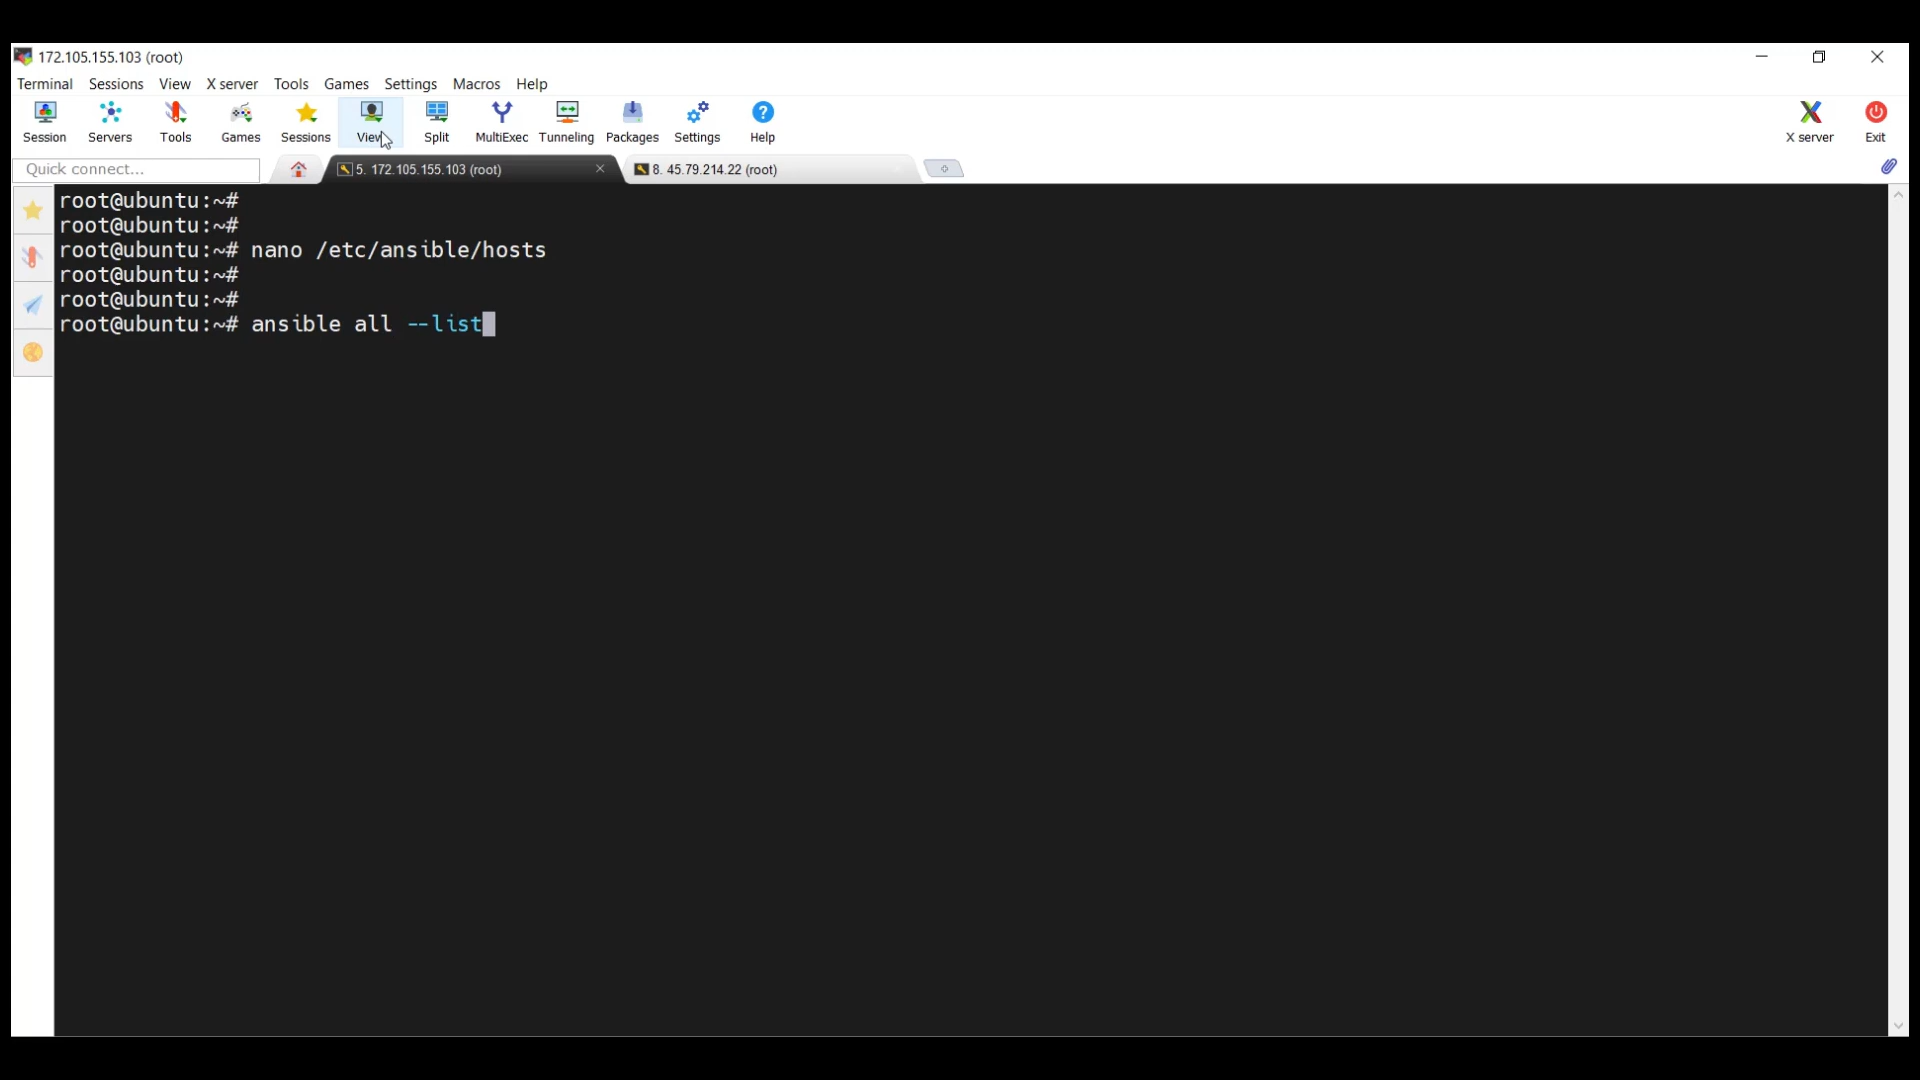 172.105.155.103 (root)
Terminal Sessions View X server Tools Games Settings Macros Help
Session Servers Tools Games Sessions View Split MultiExec Tunneling Packages Settings Help X server Exit
Quick connect... 5. 172.105.155.103 (root) 8. 45.79.214.22 (root)
root@ubuntu:~#
root@ubuntu:~#
root@ubuntu:~# nano /etc/ansible/hosts
root@ubuntu:~#
root@ubuntu:~#
root@ubuntu:~# ansible all --list